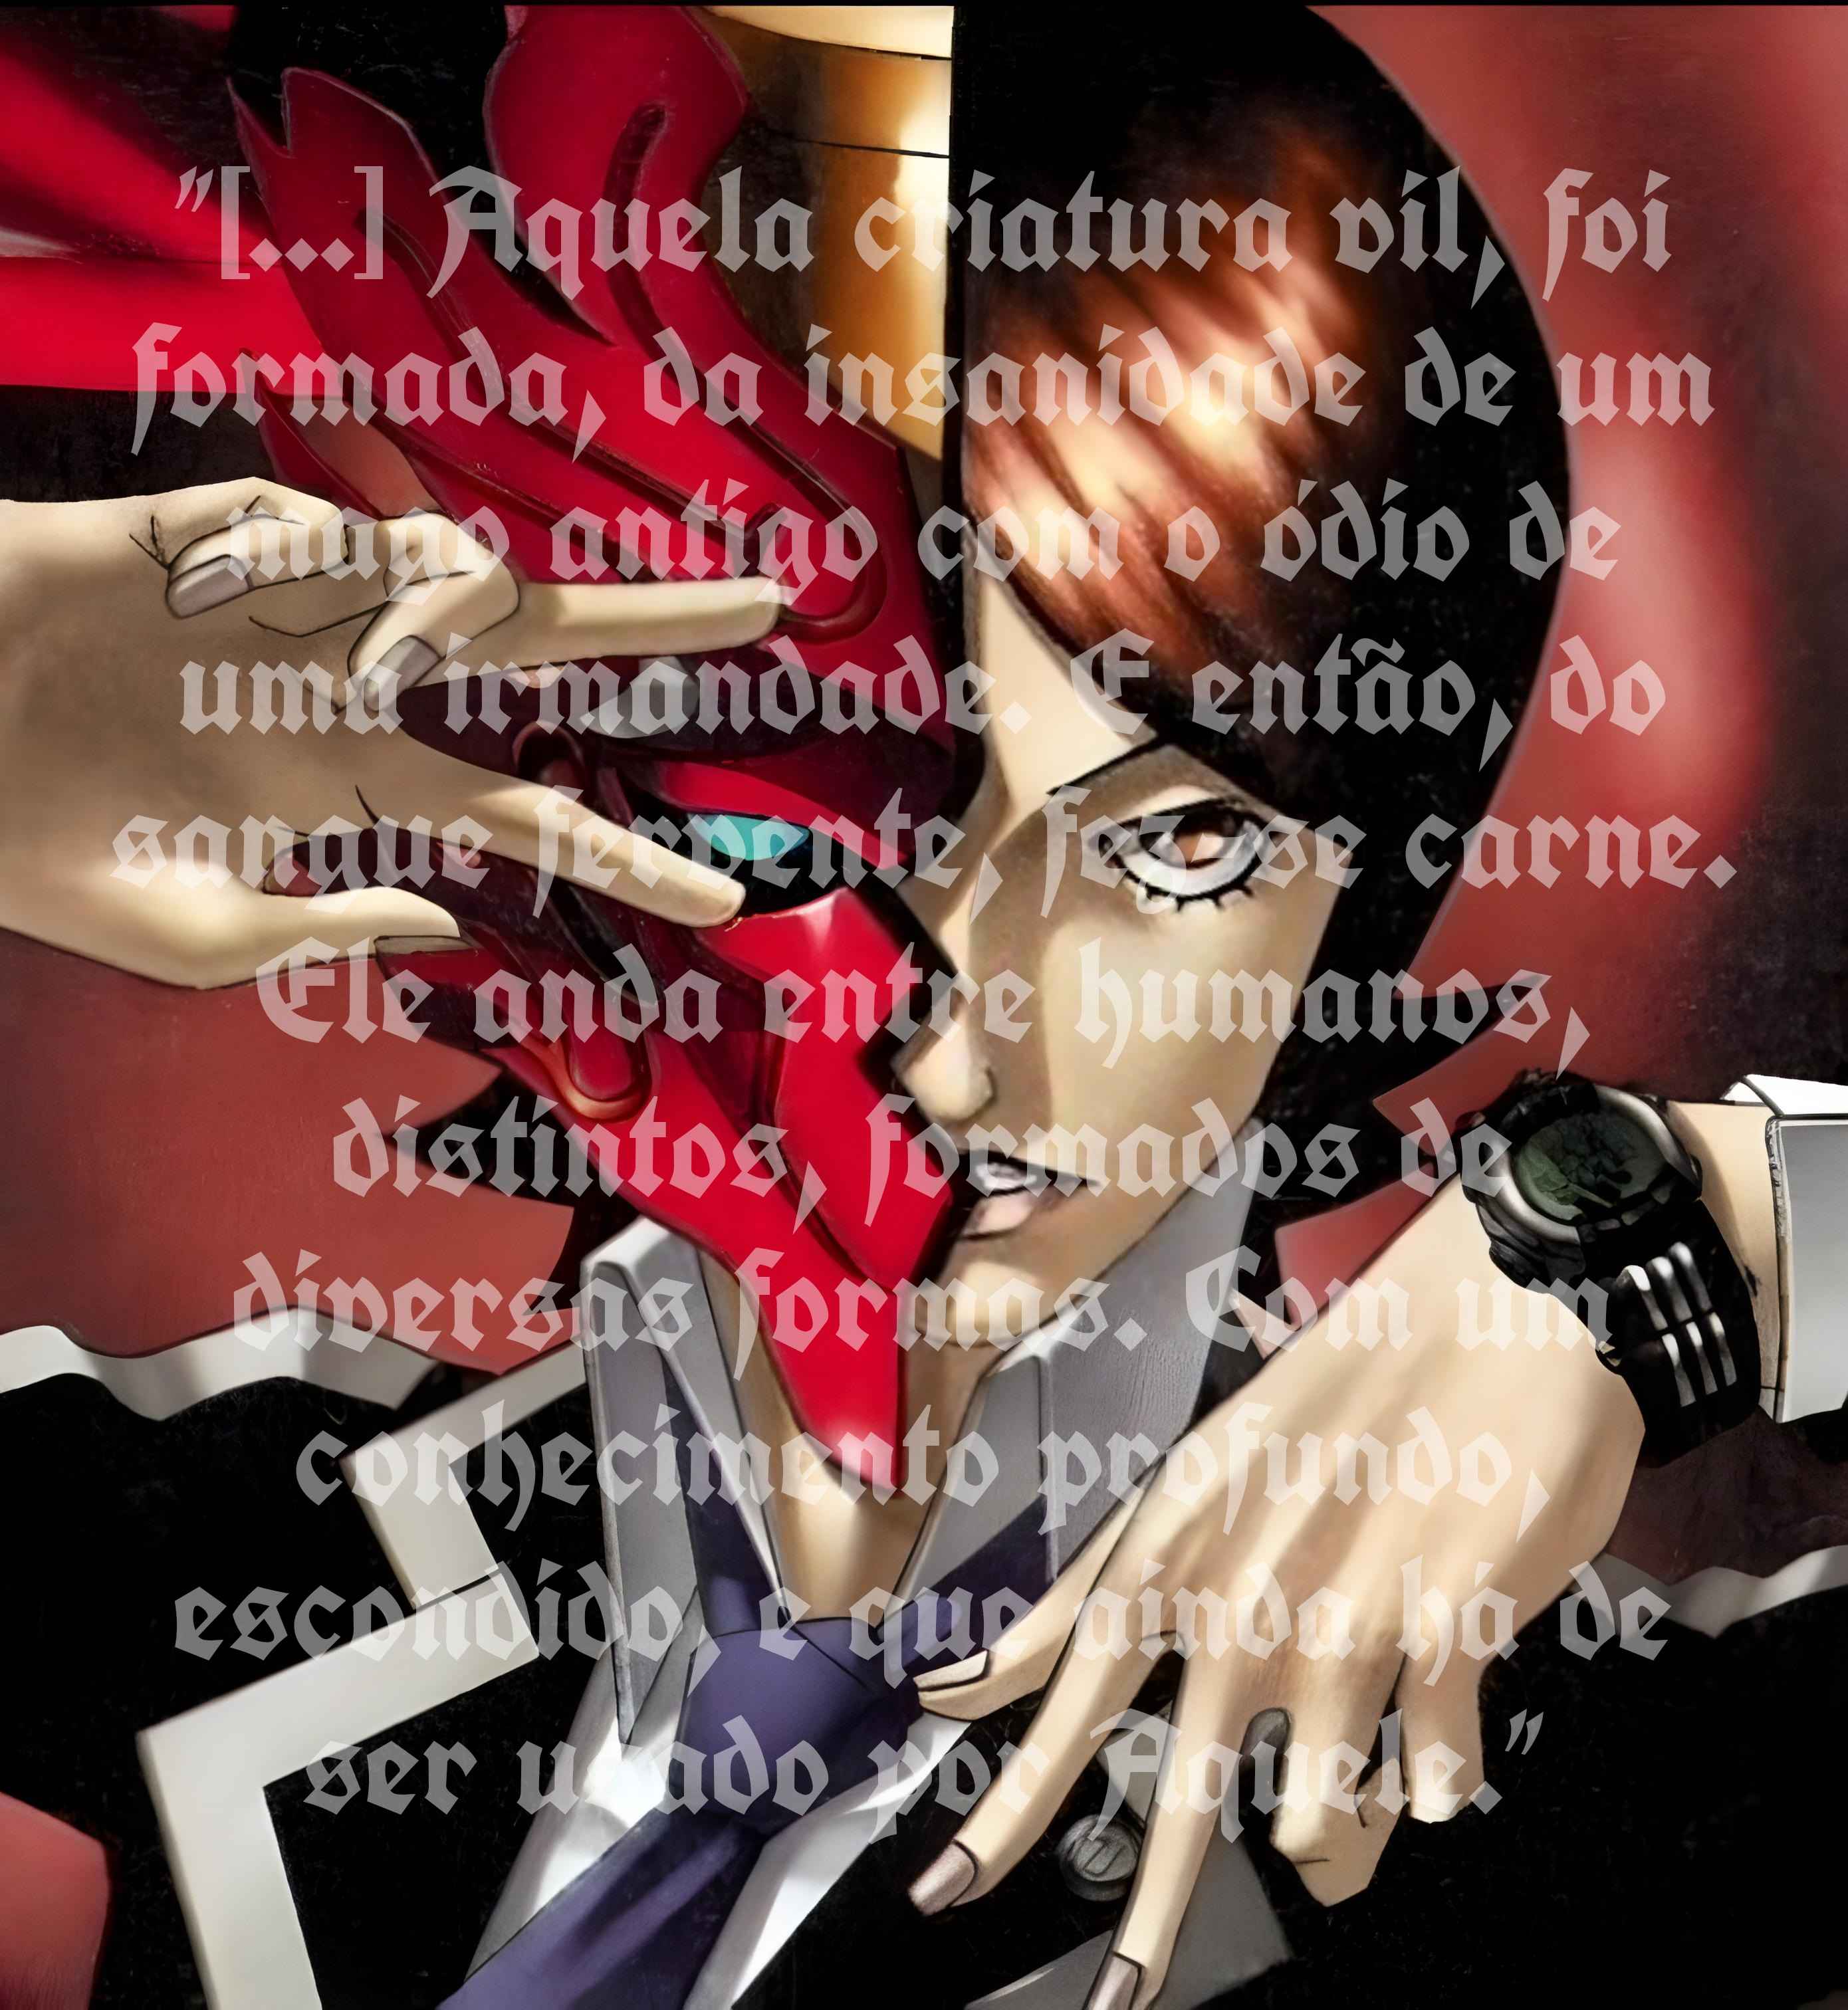 "[...] Aquela criatura vil, foi
formada, da insanidade de um
mago antigo com o ódio de
uma irmandade. E então, do
sangue fervente, fez-se carne.
Ele anda entre humanos,
distintos, formados de
diversas formas. Com um
conhecimento profundo,
escondido, e que ainda há de
ser usado por Aquele."